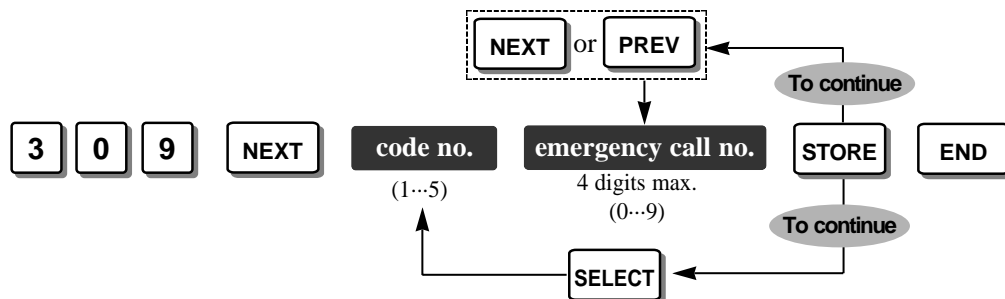 NEXT or PREV
To continue
3 0 9 NEXT code no. emergency call no. STORE END
(1···5)
4 digits max.
(0···9)
To continue
SELECT